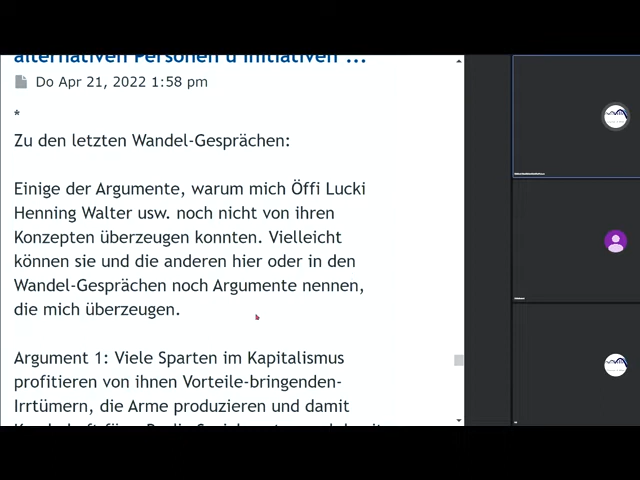 alternativen Personen u Initiativen ...
Do Apr 21, 2022 1:58 pm
*
Zu den letzten Wandel-Gesprächen:
Einige der Argumente, warum mich Öffi Lucki
Henning Walter usw. noch nicht von ihren
Konzepten überzeugen konnten. Vielleicht
können sie und die anderen hier oder in den
Wandel-Gesprächen noch Argumente nennen,
die mich überzeugen.
Argument 1: Viele Sparten im Kapitalismus
profitieren von ihnen Vorteile-bringenden-
Irrtümern, die Arme produzieren und damit